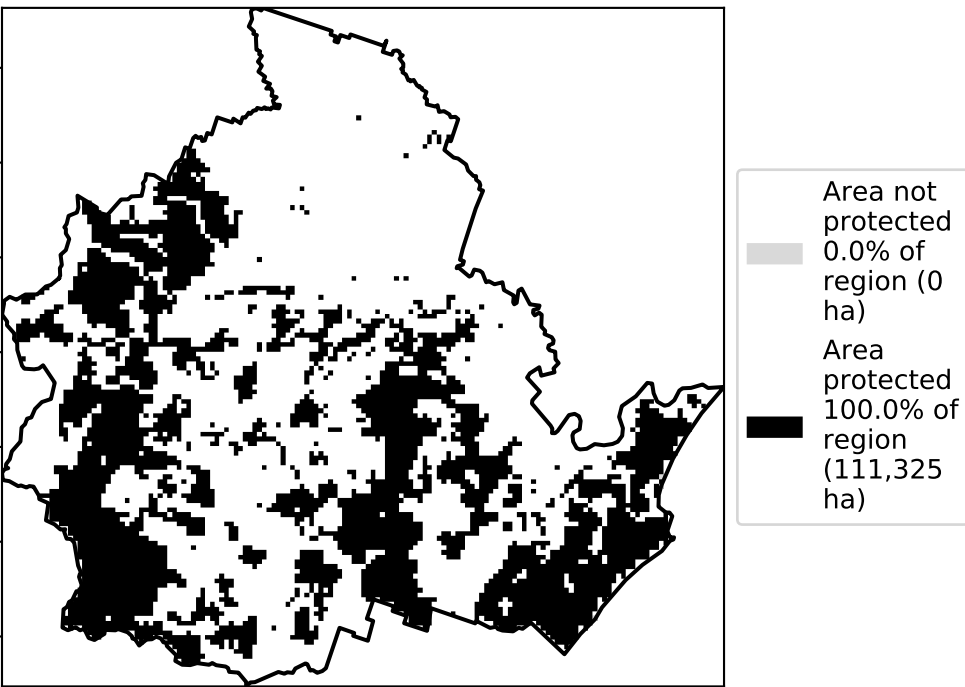 Area not
protected
0.0% of
region (0
ha)
Area
protected
100.0% of
region
(111,325
ha)